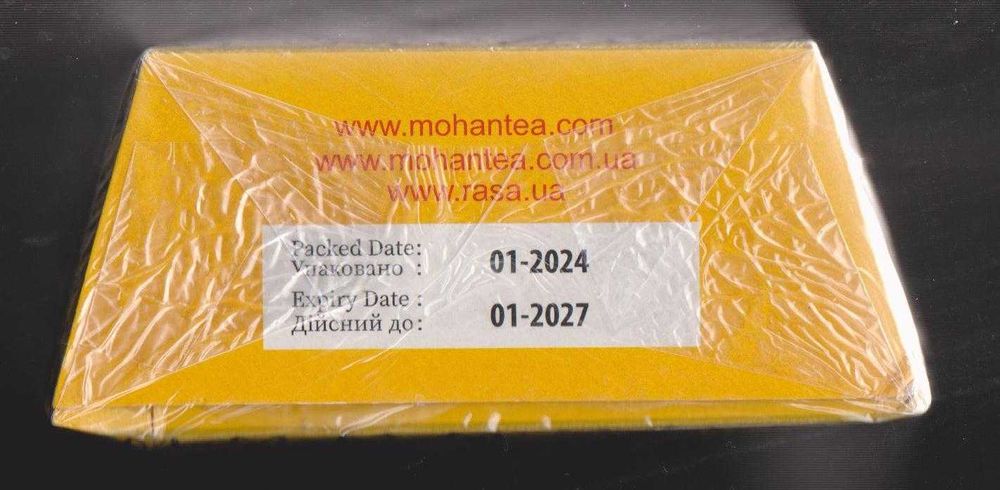 www.mohantea.com
www.mohantea.com.ua
www.rasa.ua
Packed Date: 01-2024
Упаковано :
Expiry Date : 01-2027
Дійсний до: